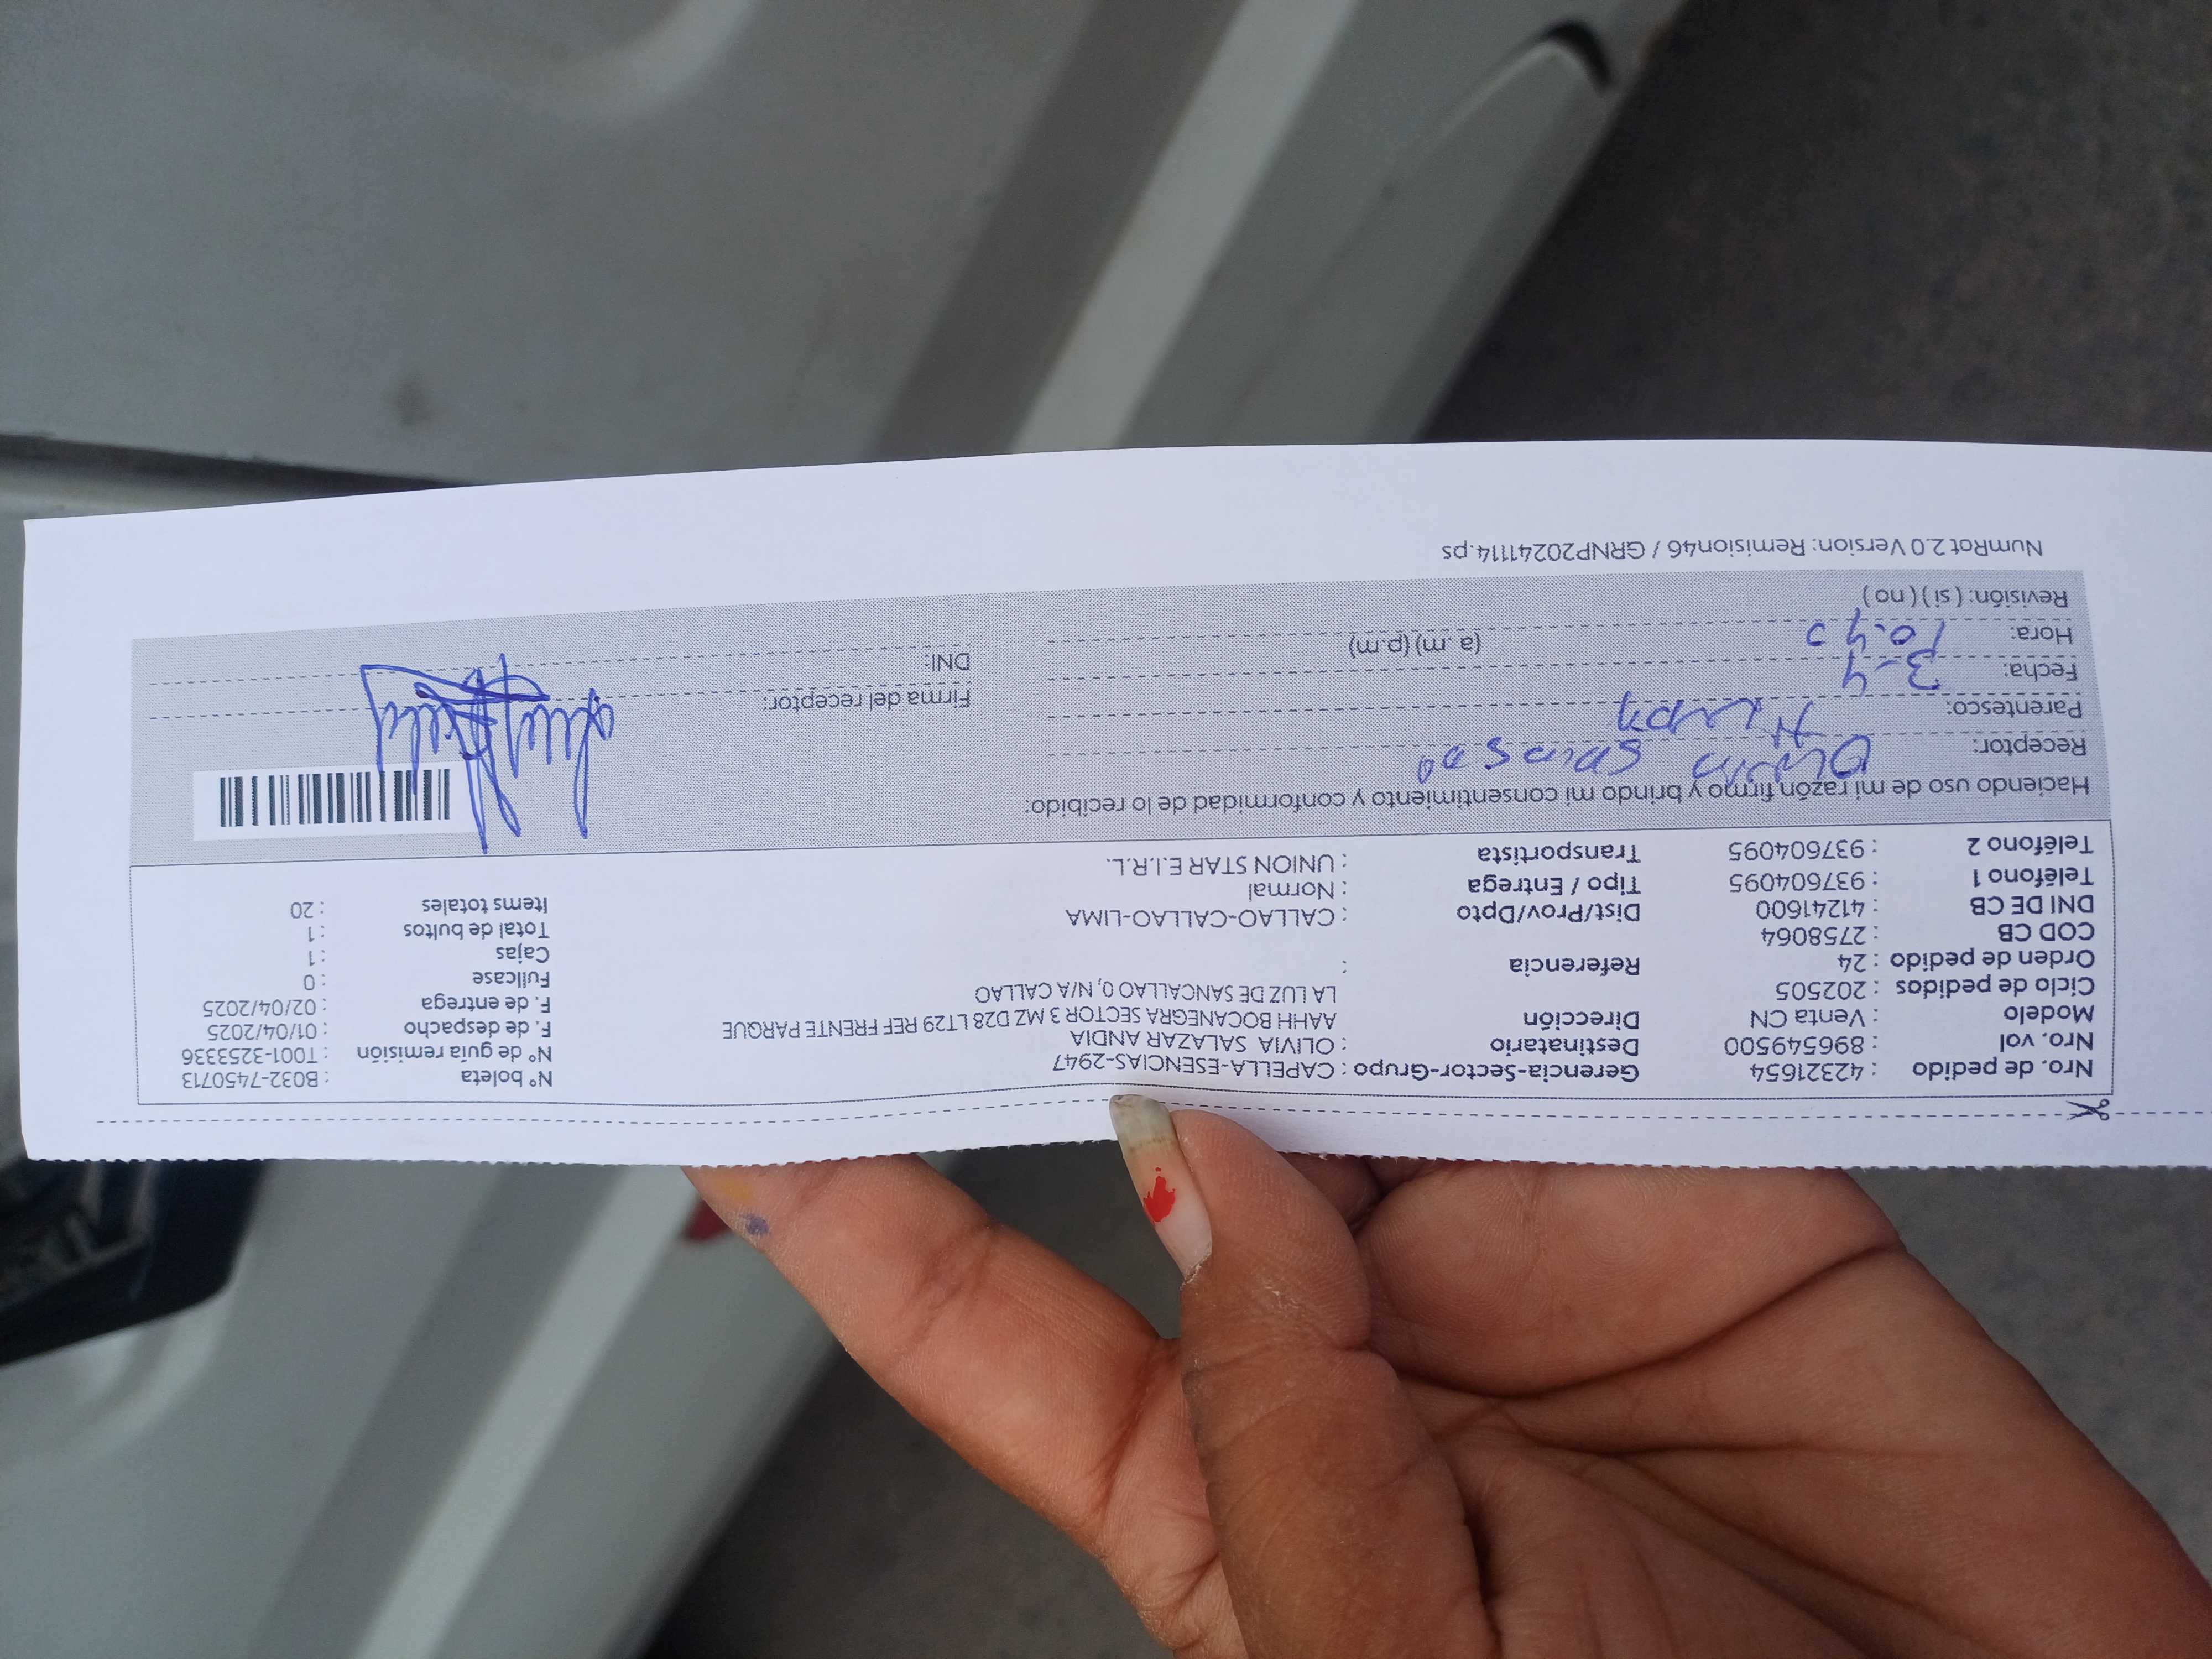 Nro. de pedido : 42321654 Gerencia-Sector-Grupo : CAPELLA-ESENCIAS-2947 N° boleta : B032-7450713
Nro. vol : 896549500 Destinatario : OLIVIA SALAZAR ANDIA N° de guia remisión : T001-3253336
Modelo : Venta CN Dirección AAHH BOCANEGRA SECTOR 3 MZ D28 LT29 REF FRENTE PARQUE F. de despacho : 01/04/2025
Ciclo de pedidos : 202505 LA LUZ DE SANCALLAO 0, N/A CALLAO F. de entrega : 02/04/2025
Orden de pedido : 24 Referencia : Fullcase : 0
COD CB : 2758064 Cajas : 1
DNI DE CB : 41241600 Dist/Prov/Dpto : CALLAO-CALLAO-LIMA Total de bultos : 1
Teléfono 1 : 937604095 Tipo / Entrega : Normal Items totales : 20
Teléfono 2 : 937604095 Transportista : UNION STAR E.I.R.L.
Haciendo uso de mi razón firmo y brindo mi consentimiento y conformidad de lo recibido:
Receptor:
Parentesco:
Fecha: 3-4 Firma del receptor:
Hora: 10.40 (a. m) (p.m) DNI:
Revisión: ( si ) ( no )
NumRot 2.0 Version: Remision46 / GRNP20241114.ps